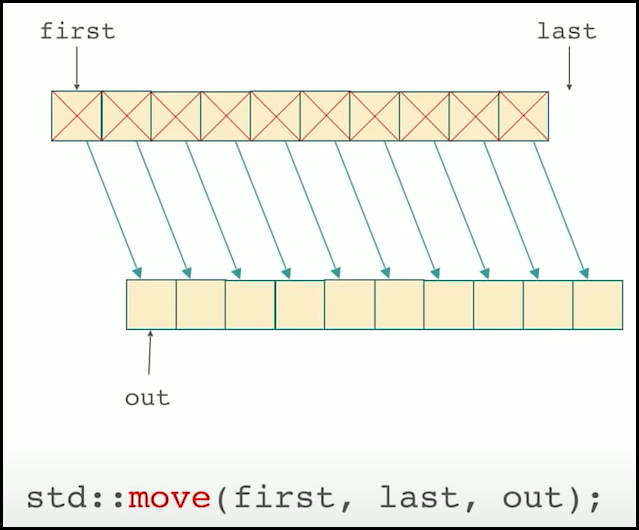 first last
out
std::move(first, last, out);